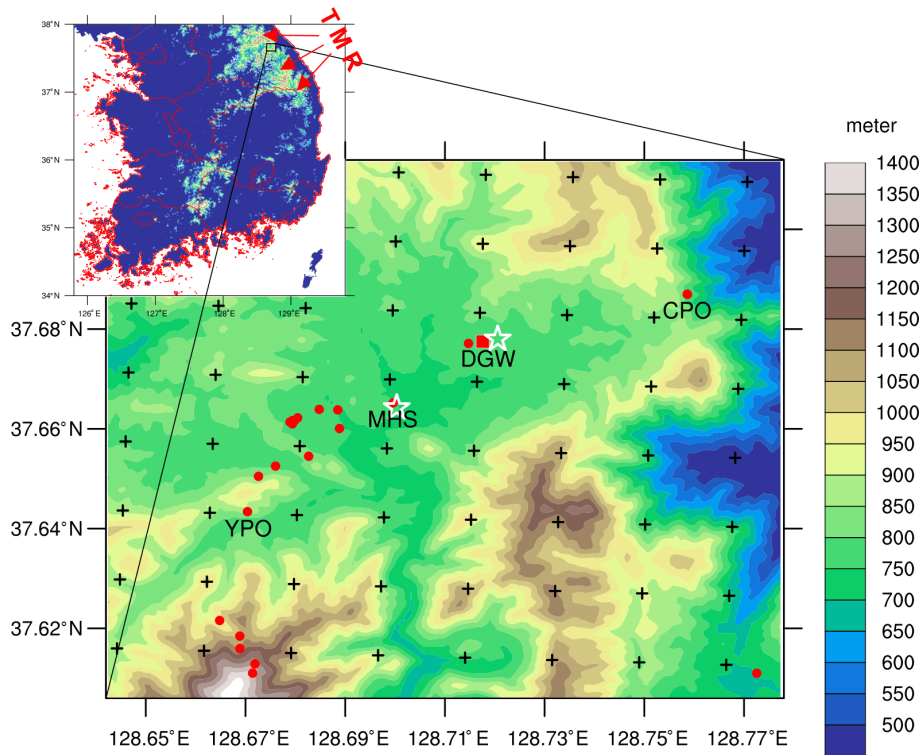 38°N
37°N
36°N
35°N
34°N
126°E
127°E
128°E
129°E
T M R
meter
1400
1350
1300
1250
1200
1150
1100
1050
1000
950
900
850
800
750
700
650
600
550
500
37.68°N
37.66°N
37.64°N
37.62°N
CPO
DGW
MHS
YPO
128.65°E
128.67°E
128.69°E
128.71°E
128.73°E
128.75°E
128.77°E